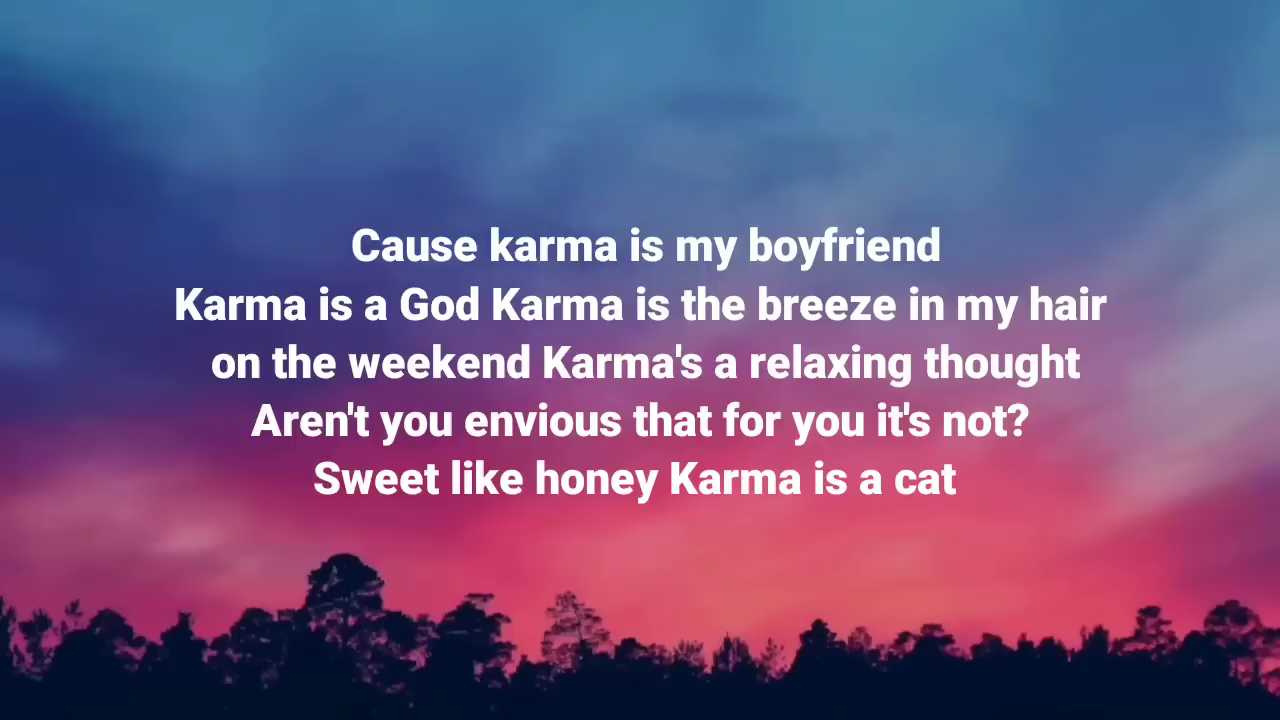 Cause karma is my boyfriend
Karma is a God Karma is the breeze in my hair
on the weekend Karma's a relaxing thought
Aren't you envious that for you it's not?
Sweet like honey Karma is a cat